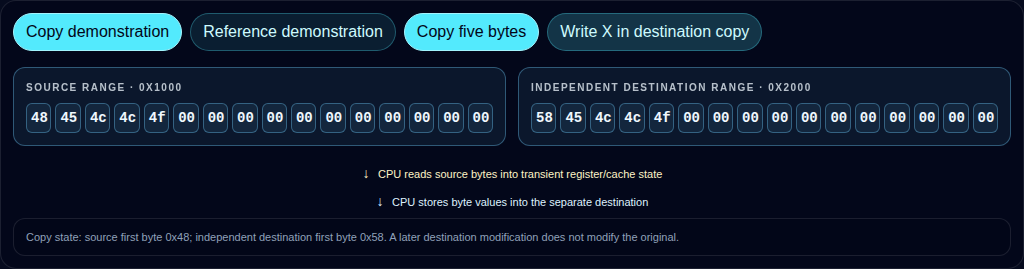 Copy demonstration Reference demonstration Copy five bytes Write X in destination copy
SOURCE RANGE · 0X1000
48 45 4c 4c 4f 00 00 00 00 00 00 00 00 00 00 00
INDEPENDENT DESTINATION RANGE · 0X2000
58 45 4c 4c 4f 00 00 00 00 00 00 00 00 00 00 00
↓ CPU reads source bytes into transient register/cache state
↓ CPU stores byte values into the separate destination
Copy state: source first byte 0x48; independent destination first byte 0x58. A later destination modification does not modify the original.